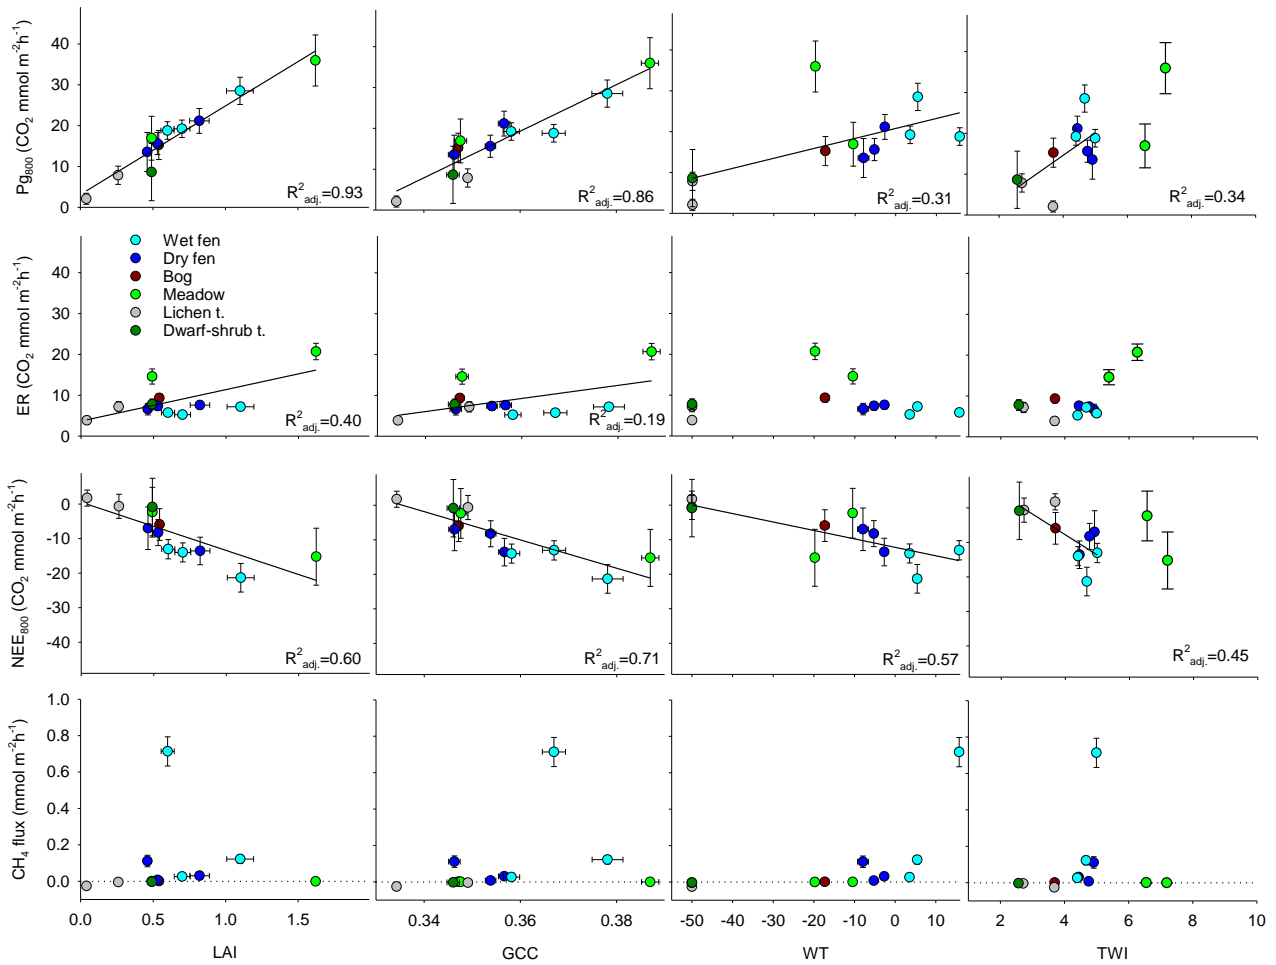 Pg800 (CO2 mmol m-2h-1)
40
30
20
10
0
R2adj.=0.93
R2adj.=0.86
R2adj.=0.31
R2adj.=0.34
ER (CO2 mmol m-2h-1)
40
30
20
10
0
Wet fen
Dry fen
Bog
Meadow
Lichen t.
Dwarf-shrub t.
R2adj.=0.40
R2adj.=0.19
NEE800 (CO2 mmol m-2h-1)
0
-10
-20
-30
-40
R2adj.=0.60
R2adj.=0.71
R2adj.=0.57
R2adj.=0.45
CH4 flux (mmol m-2h-1)
1.0
0.8
0.6
0.4
0.2
0.0
0.0 0.5 1.0 1.5
0.34 0.36 0.38
-50 -40 -30 -20 -10 0 10
2 4 6 8 10
LAI
GCC
WT
TWI